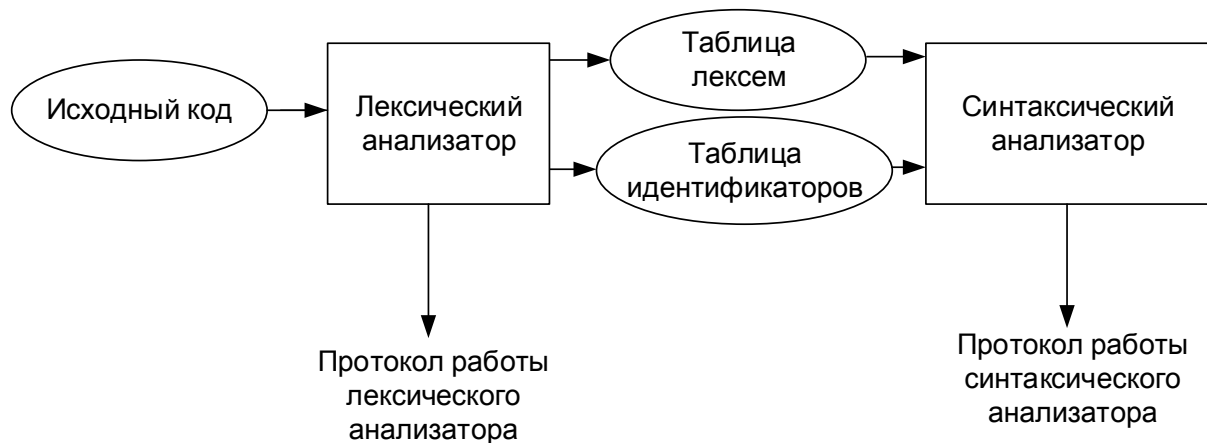 Исходный код
Лексический
анализатор
Таблица
лексем
Таблица
идентификаторов
Синтаксический
анализатор
Протокол работы
лексического
анализатора
Протокол работы
синтаксического
анализатора